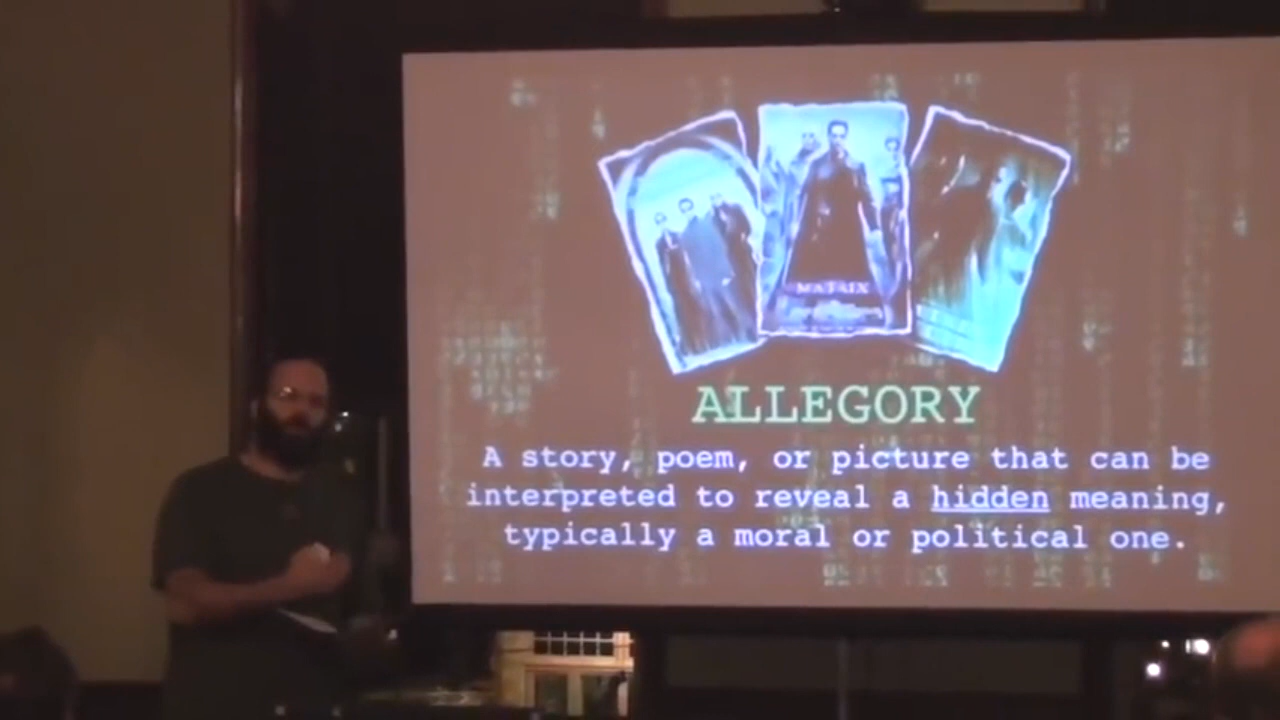 MATRIX
ALLEGORY
A story, poem, or picture that can be
interpreted to reveal a hidden meaning,
typically a moral or political one.